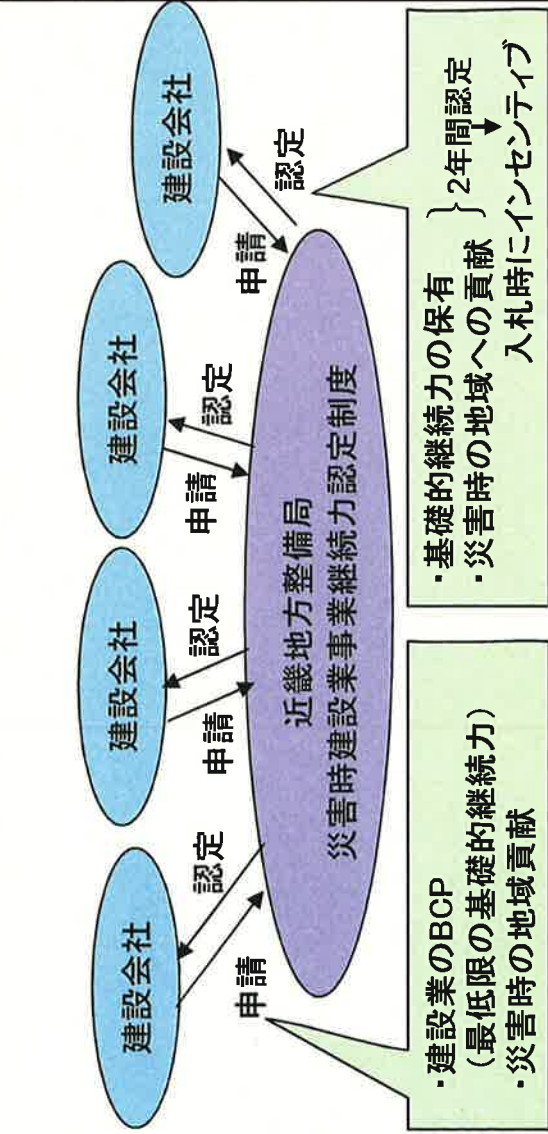 建設会社
建設会社
建設会社
建設会社
申請
認定
申請
認定
申請
認定
申請
認定
近畿地方整備局
災害時建設業事業継続力認定制度
・建設業のBCP
(最低限の基礎的継続力)
・災害時の地域貢献
・基礎的継続力の保有
・災害時の地域への貢献
2年間認定
入札時にインセンティブ